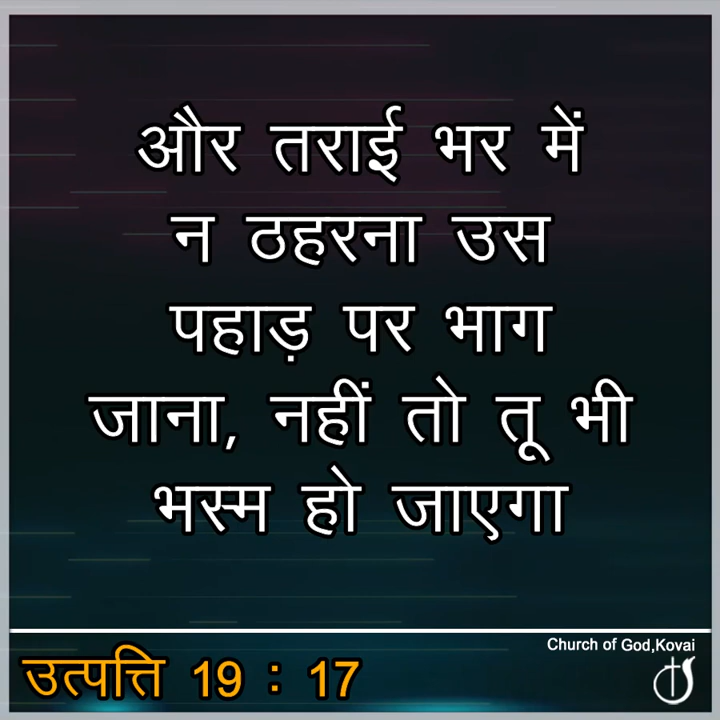 और तराई भर में
न ठहरना उस
पहाड़ पर भाग
जाना, नहीं तो तू भी
भस्म हो जाएगा
Church of God,Kovai
उत्पत्ति 19 : 17